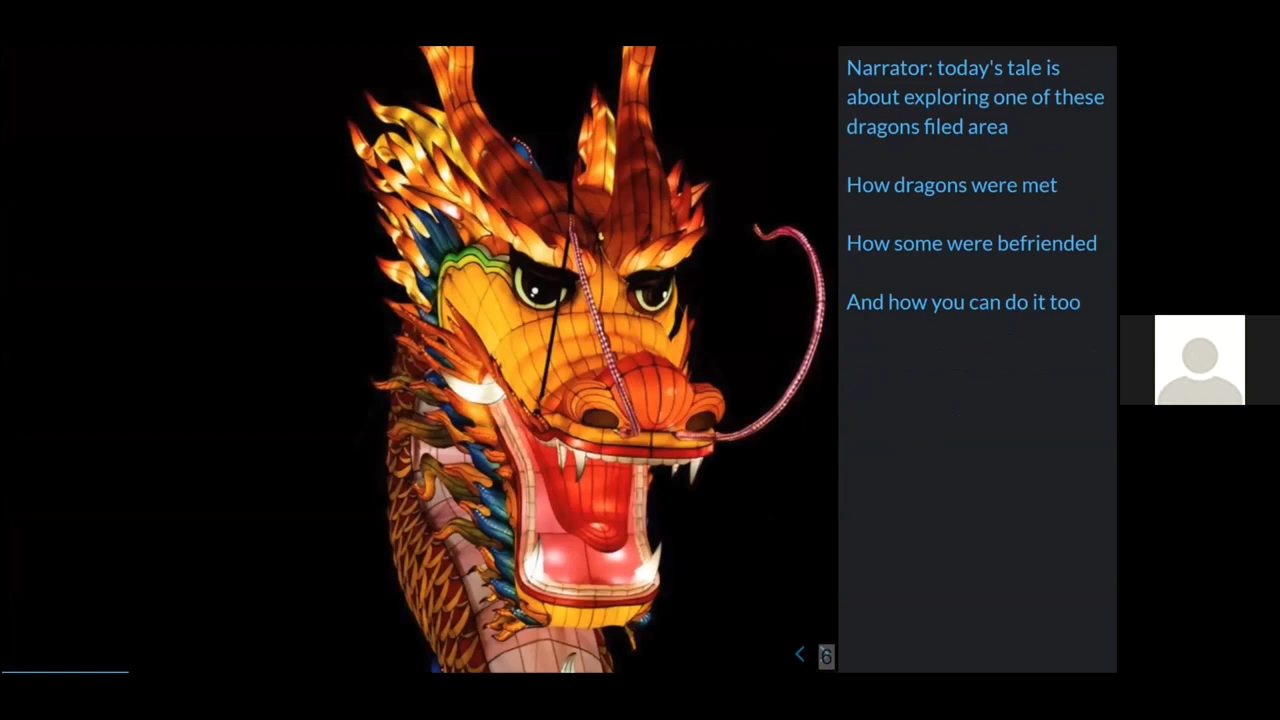 Narrator: today's tale is
about exploring one of these
dragons filed area
How dragons were met
How some were befriended
And how you can do it too
6